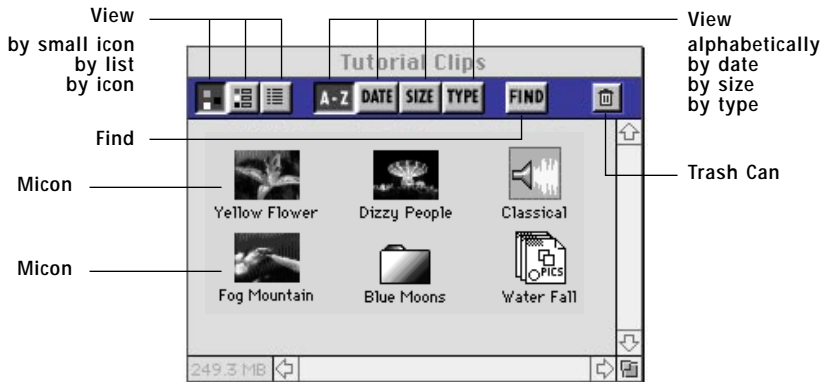 View
by small icon
by list
by icon
View
alphabetically
by date
by size
by type
Tutorial Clips
A-Z DATE SIZE TYPE FIND
Find
Trash Can
Micon
Yellow Flower Dizzy People Classical
Micon
PICS
Fog Mountain Blue Moons Water Fall
249.3 MB